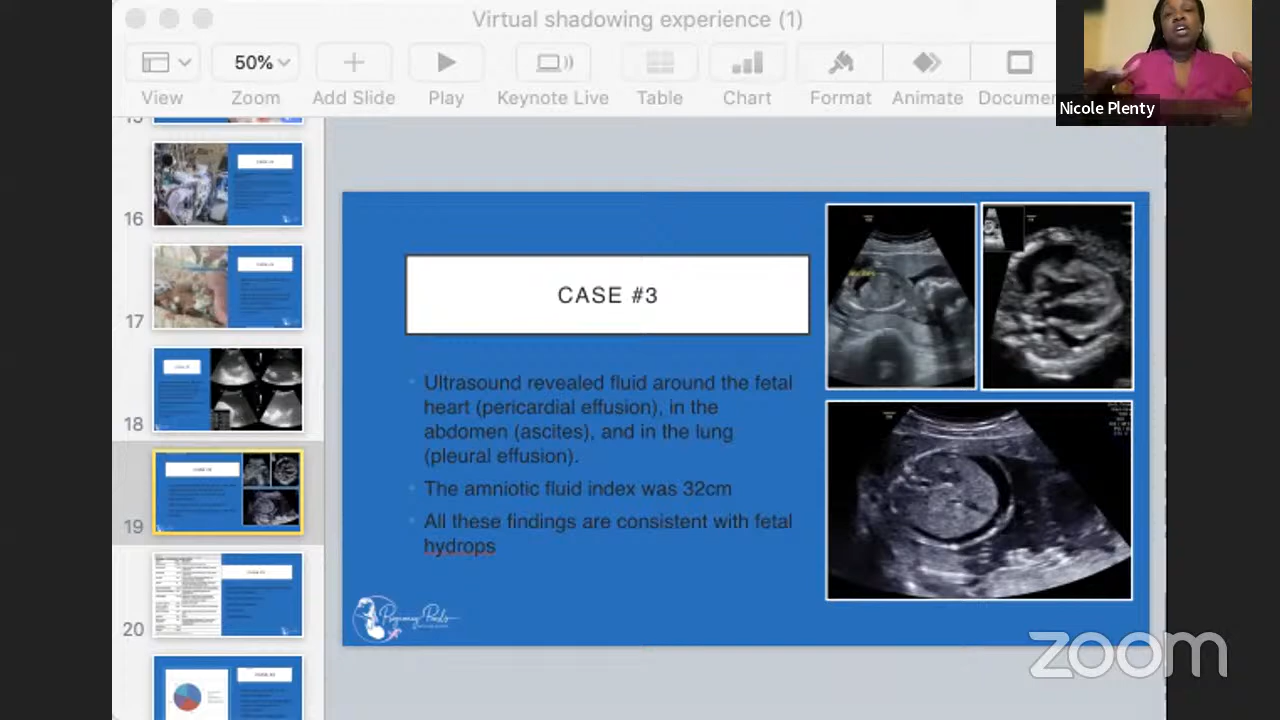 Virtual shadowing experience (1)
50%
View
Zoom
Add Slide
Play
Keynote Live
Table
Chart
Format
Animate
Documen
Nicole Plenty
15
16
17
18
19
20
CASE #3
Ultrasound revealed fluid around the fetal
heart (pericardial effusion), in the
abdomen (ascites), and in the lung
(pleural effusion).
The amniotic fluid index was 32cm
All these findings are consistent with fetal
hydrops
zoom